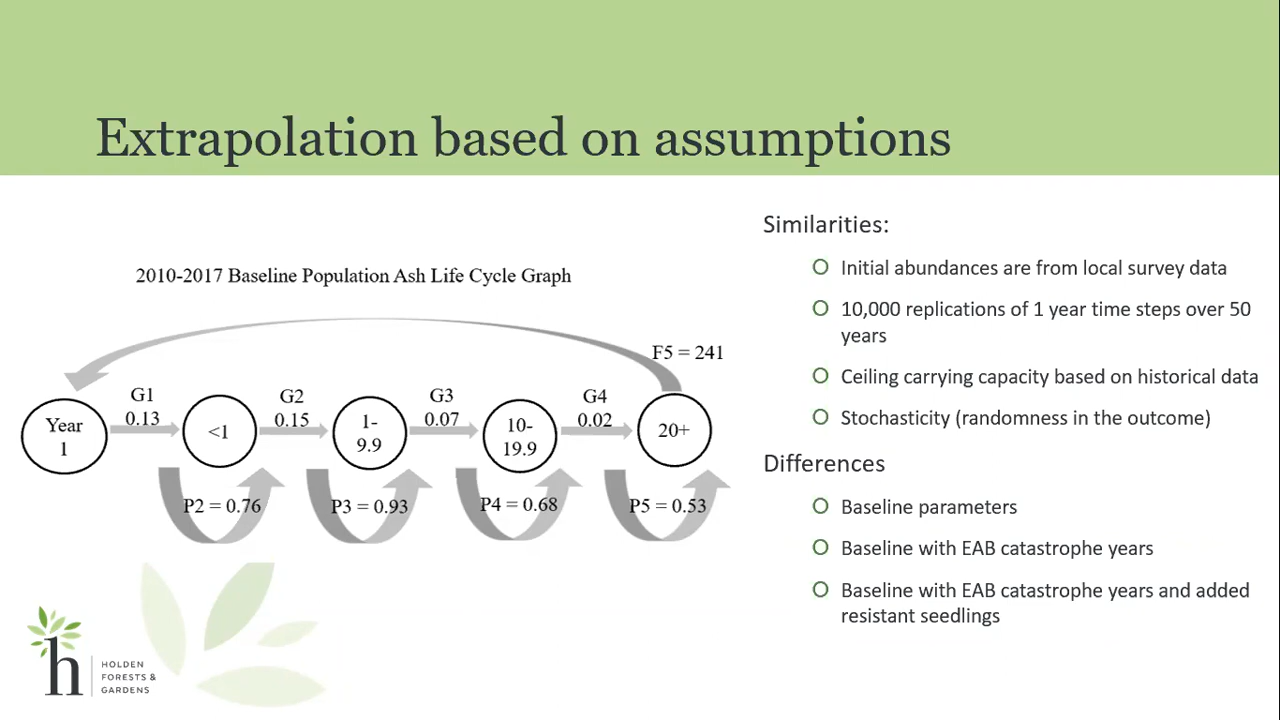 Extrapolation based on assumptions
2010-2017 Baseline Population Ash Life Cycle Graph
F5 = 241
G1
0.13
G2
0.15
G3
0.07
G4
0.02
Year
1
<1
1-
9.9
10-
19.9
20+
P2 = 0.76
P3 = 0.93
P4 = 0.68
P5 = 0.53
Similarities:
Initial abundances are from local survey data
10,000 replications of 1 year time steps over 50
years
Ceiling carrying capacity based on historical data
Stochasticity (randomness in the outcome)
Differences
Baseline parameters
Baseline with EAB catastrophe years
Baseline with EAB catastrophe years and added
resistant seedlings
h
HOLDEN
FORESTS &
GARDENS